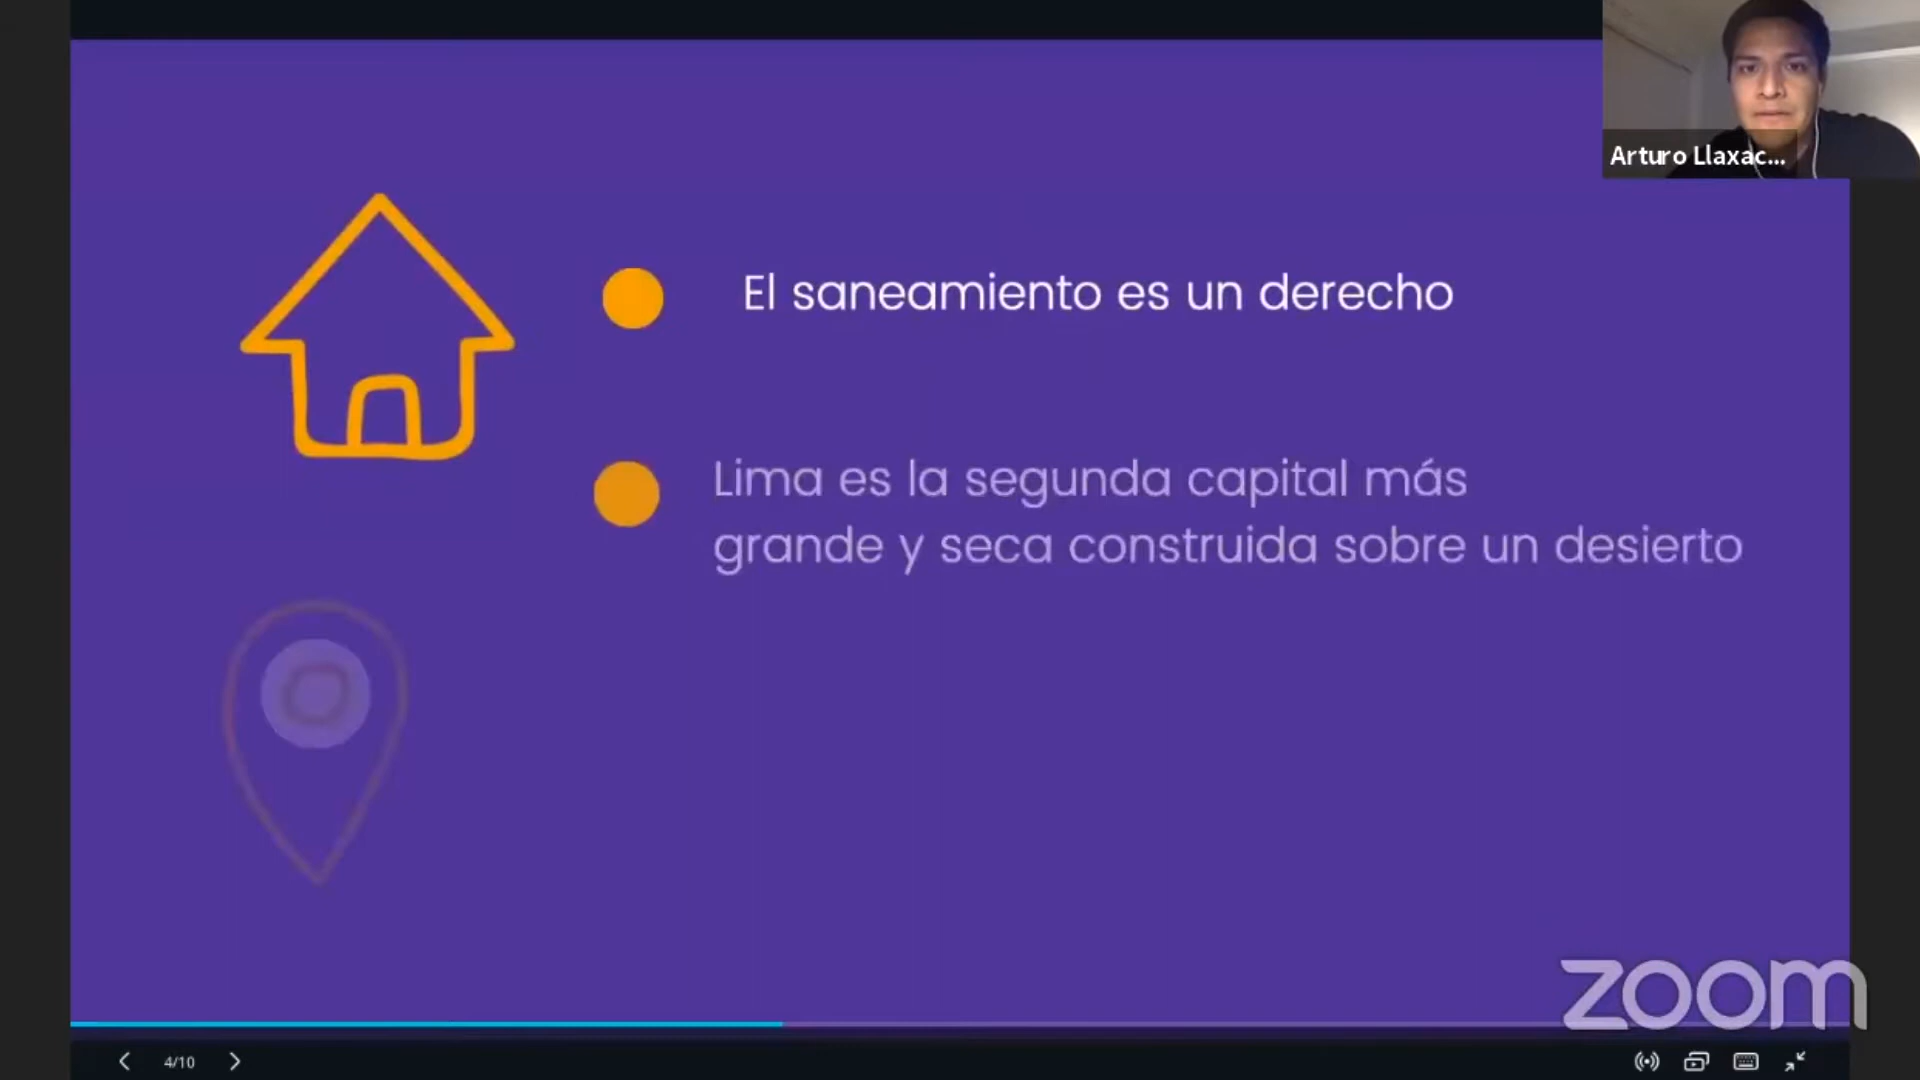 Arturo Llaxac...
El saneamiento es un derecho
Lima es la segunda capital más
grande y seca construida sobre un desierto
zoom
4/10